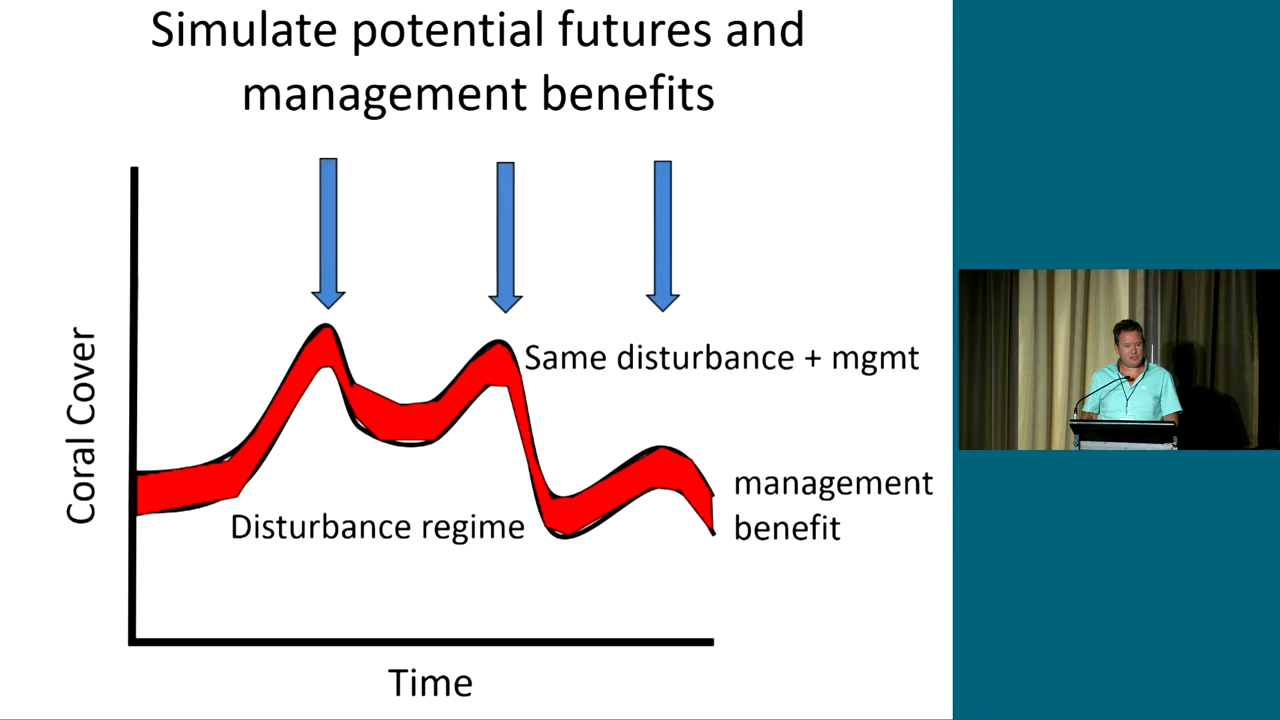 Simulate potential futures and
management benefits
Coral Cover
Same disturbance + mgmt
Disturbance regime
management
benefit
Time